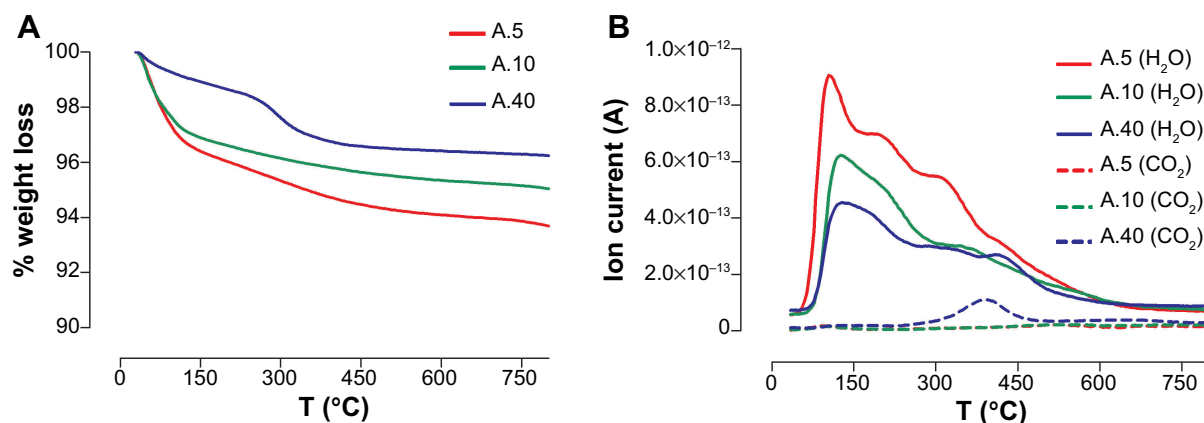 A
% weight loss
100
98
96
94
92
90
0 150 300 450 600 750
T (°C)
A.5
A.10
A.40
B
Ion current (A)
1.0×10⁻¹²
8.0×10⁻¹³
6.0×10⁻¹³
4.0×10⁻¹³
2.0×10⁻¹³
0
0 150 300 450 600 750
T (°C)
A.5 (H₂O)
A.10 (H₂O)
A.40 (H₂O)
A.5 (CO₂)
A.10 (CO₂)
A.40 (CO₂)